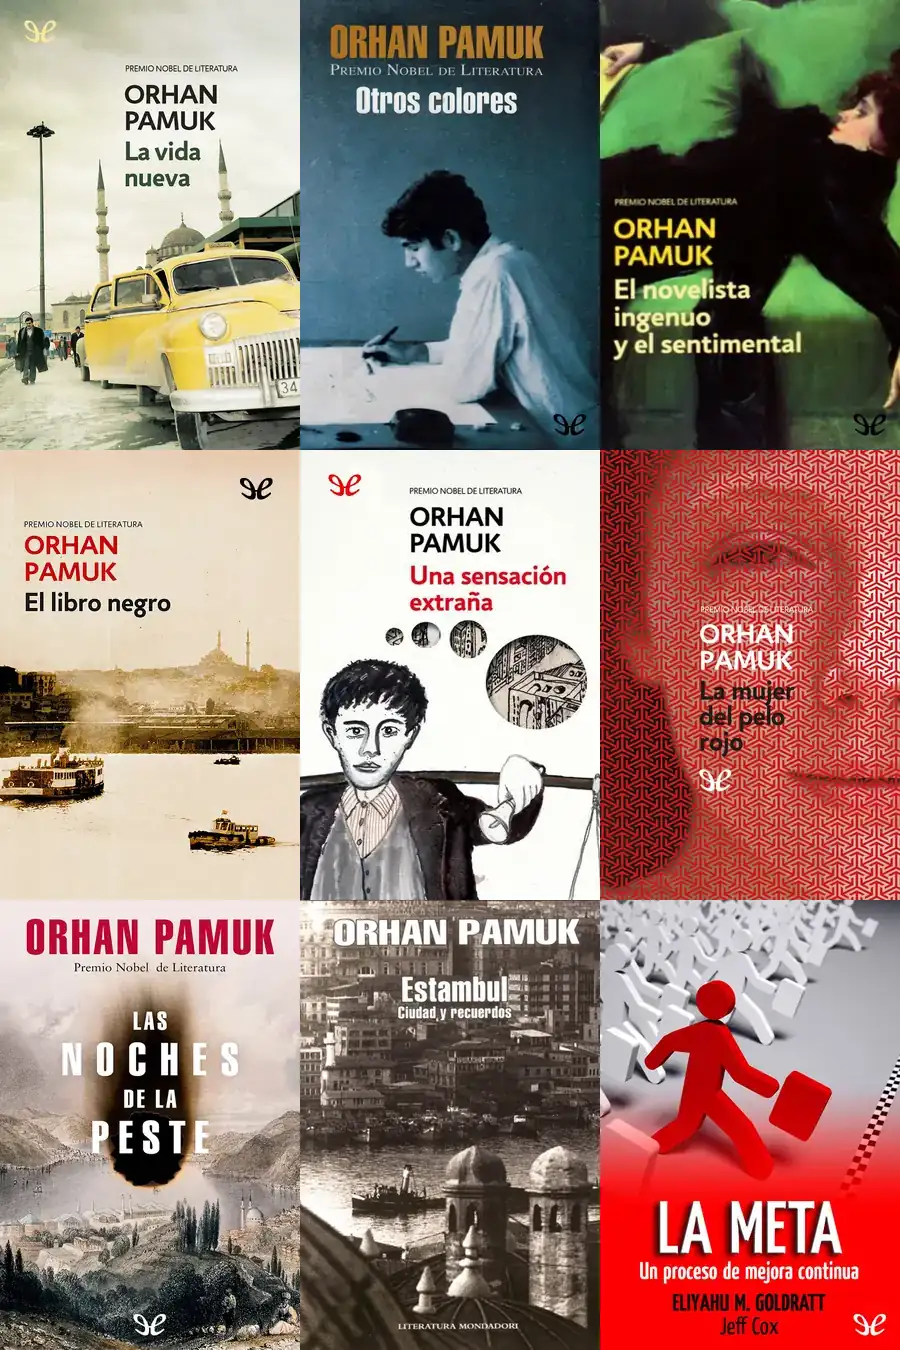 PREMIO NOBEL DE LITERATURA
ORHAN
PAMUK
La vida
nueva
34
ORHAN PAMUK
PREMIO NOBEL DE LITERATURA
Otros colores
PREMIO NOBEL DE LITERATURA
ORHAN
PAMUK
El novelista
ingenuo
y el sentimental
PREMIO NOBEL DE LITERATURA
ORHAN
PAMUK
El libro negro
PREMIO NOBEL DE LITERATURA
ORHAN
PAMUK
Una sensación
extraña
PREMIO NOBEL DE LITERATURA
ORHAN
PAMUK
La mujer
del pelo
rojo
ORHAN PAMUK
Premio Nobel de Literatura
LAS
NOCHES
DE LA
PESTE
ORHAN PAMUK
Estambul
Ciudad y recuerdos
LITERATURA MONDADORI
LA META
Un proceso de mejora continua
ELIYAHU M. GOLDRATT
Jeff Cox